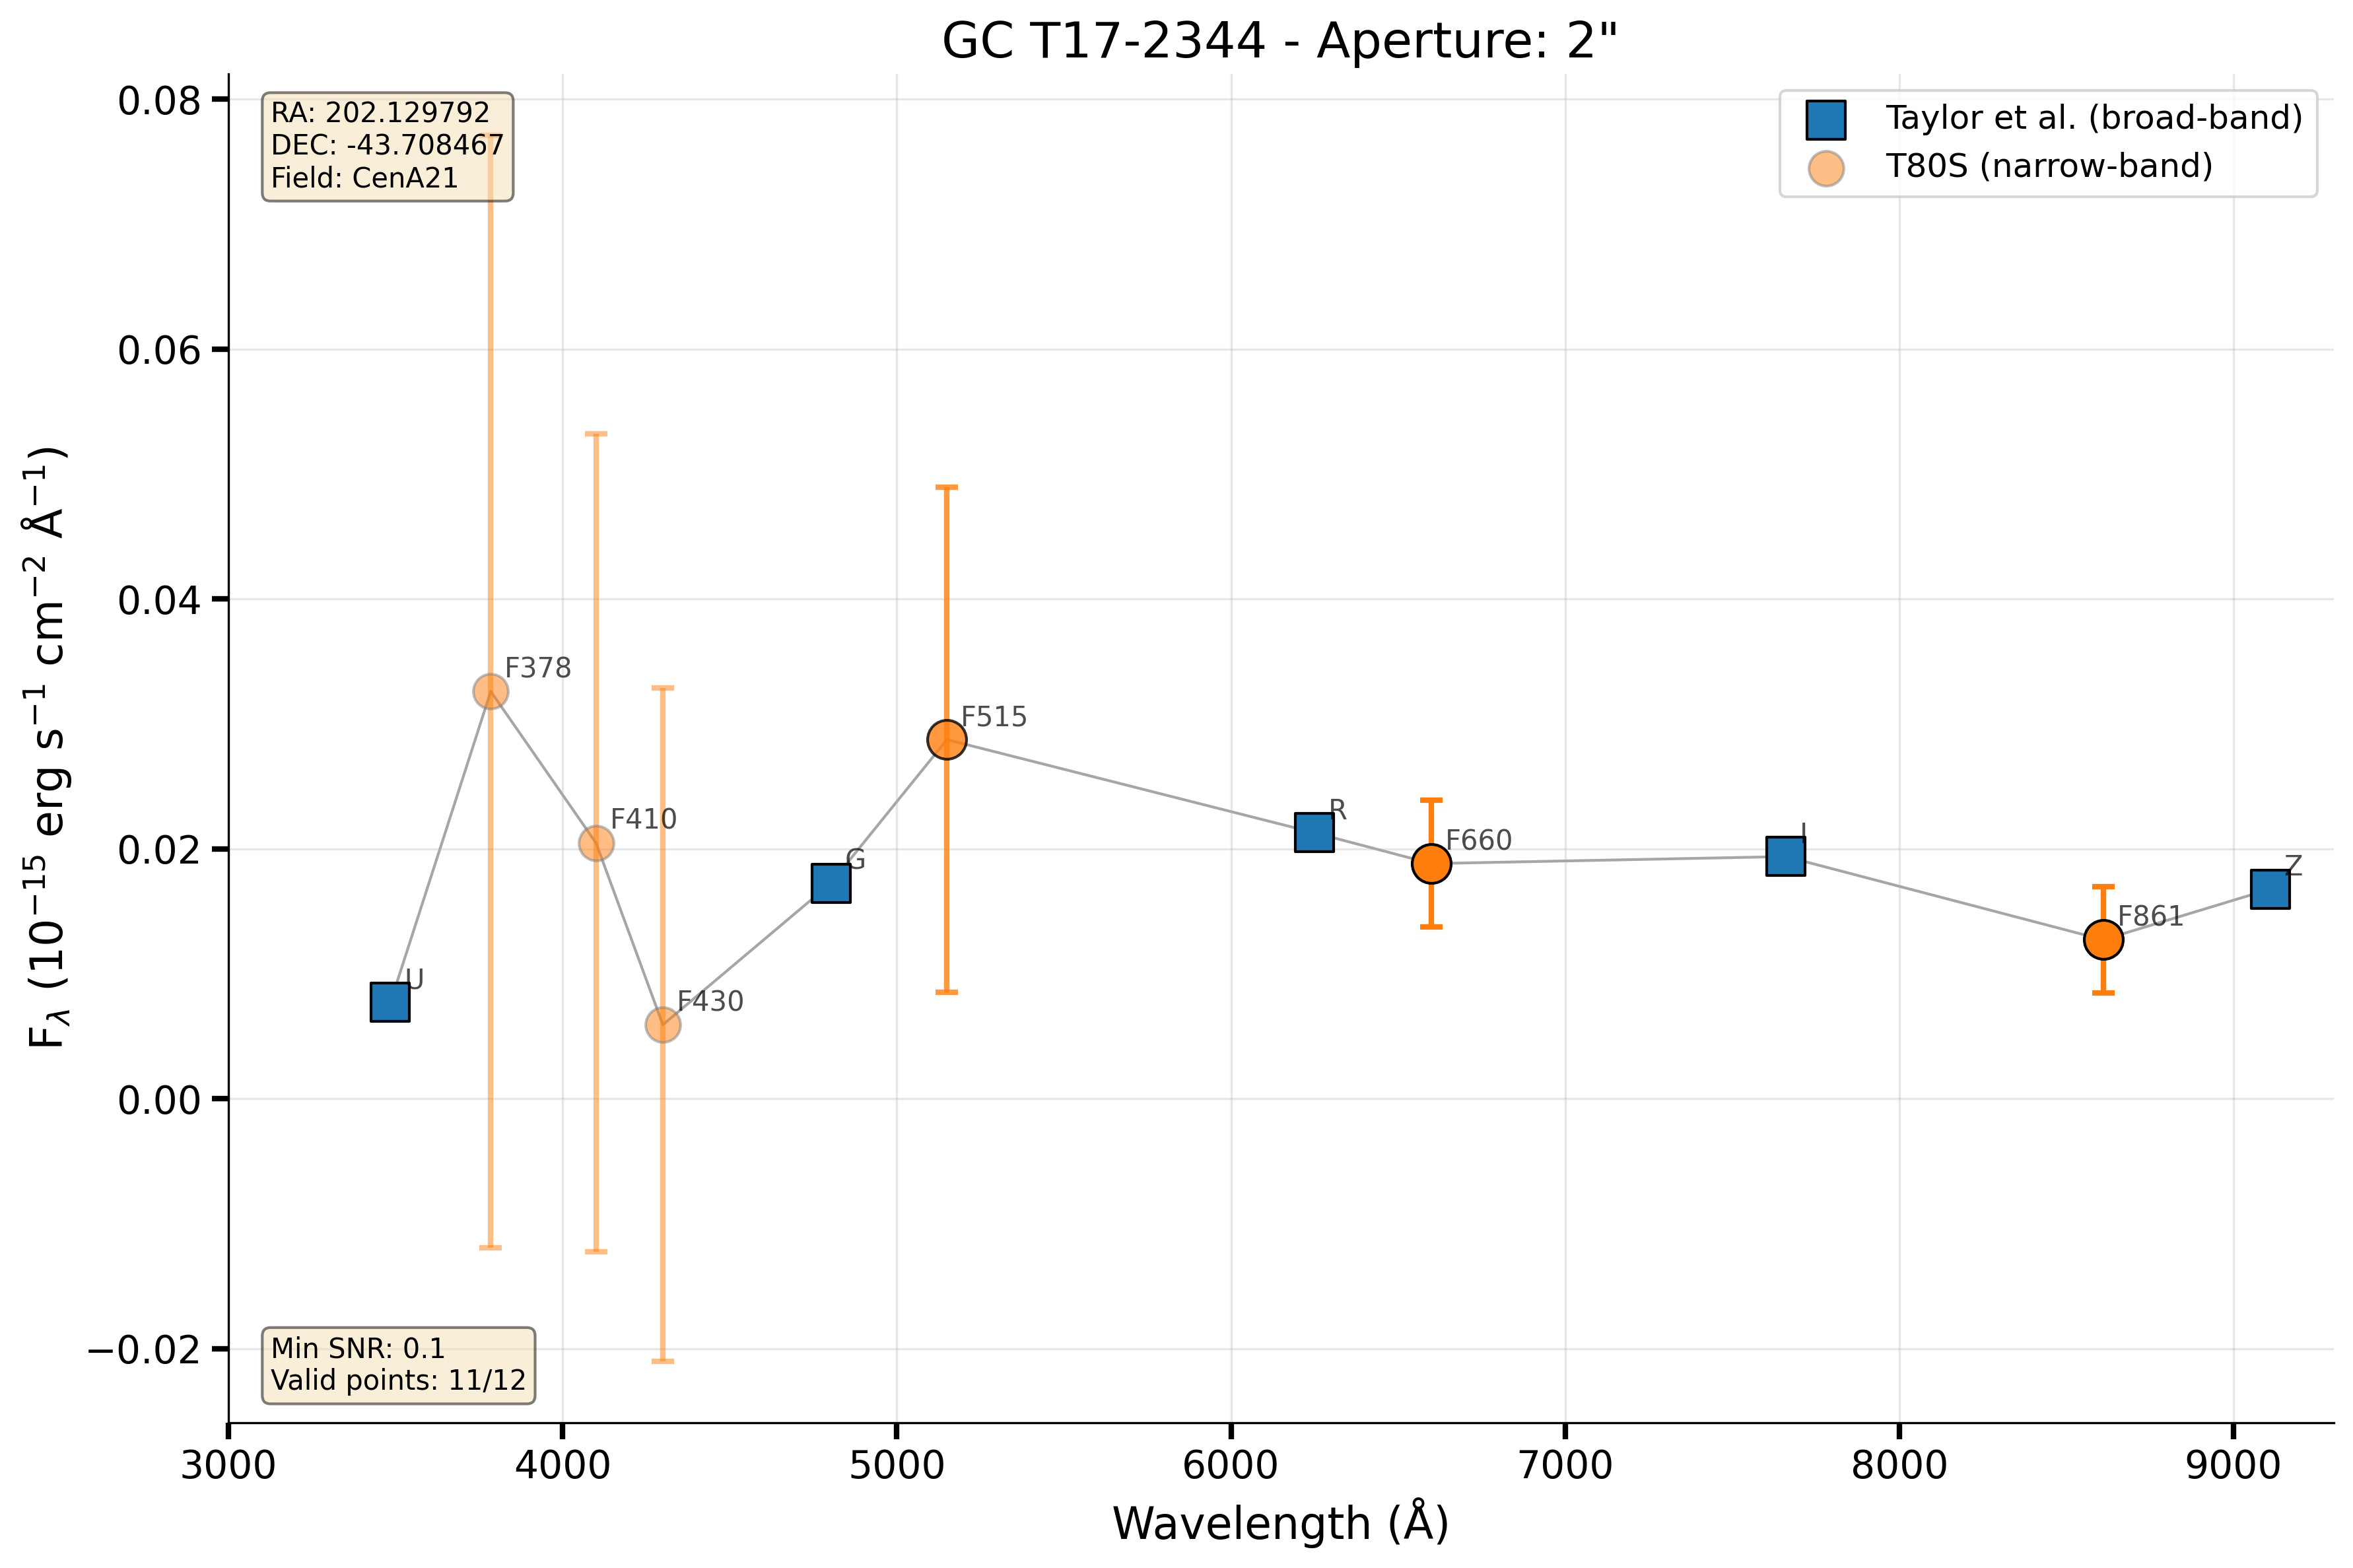 GC T17-2344 - Aperture: 2"
RA: 202.129792
DEC: -43.708467
Field: CenA21
Taylor et al. (broad-band)
T80S (narrow-band)
0.08
0.06
0.04
0.02
0.00
−0.02
F$_{\lambda}$ (10$^{-15}$ erg s$^{-1}$ cm$^{-2}$ Å$^{-1}$)
U
F378
F410
F430
G
F515
R
F660
I
F861
Z
Min SNR: 0.1
Valid points: 11/12
3000 4000 5000 6000 7000 8000 9000
Wavelength (Å)